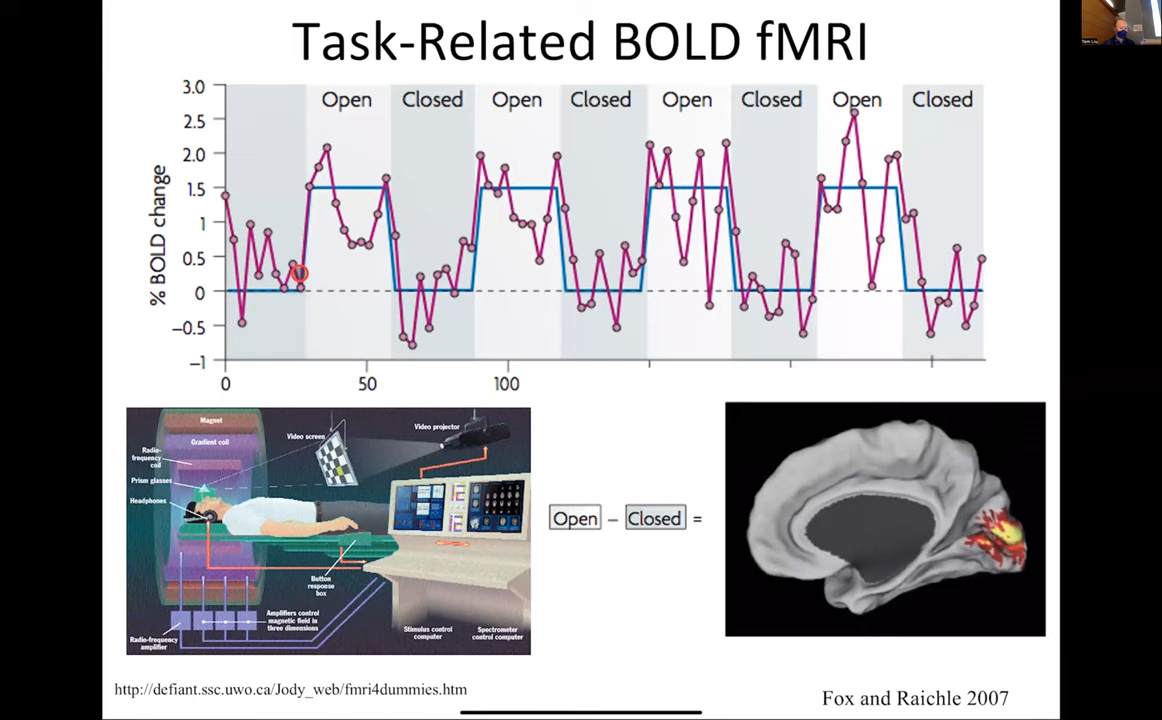 Task-Related BOLD fMRI
Tom Liu
3.0
2.5
2.0
1.5
1
0.5
0
−0.5
−1
% BOLD change
Open
Closed
Open
Closed
Open
Closed
Open
Closed
0
50
100
Magnet
Gradient coil
Radio-
frequency
coil
Prism glasses
Headphones
Video screen
Video projector
Button
response
box
Amplifiers control
magnetic field in
three dimensions
Radio-frequency
amplifier
Stimulus control
computer
Spectrometer
control computer
Open − Closed =
http://defiant.ssc.uwo.ca/Jody_web/fmri4dummies.htm
Fox and Raichle 2007